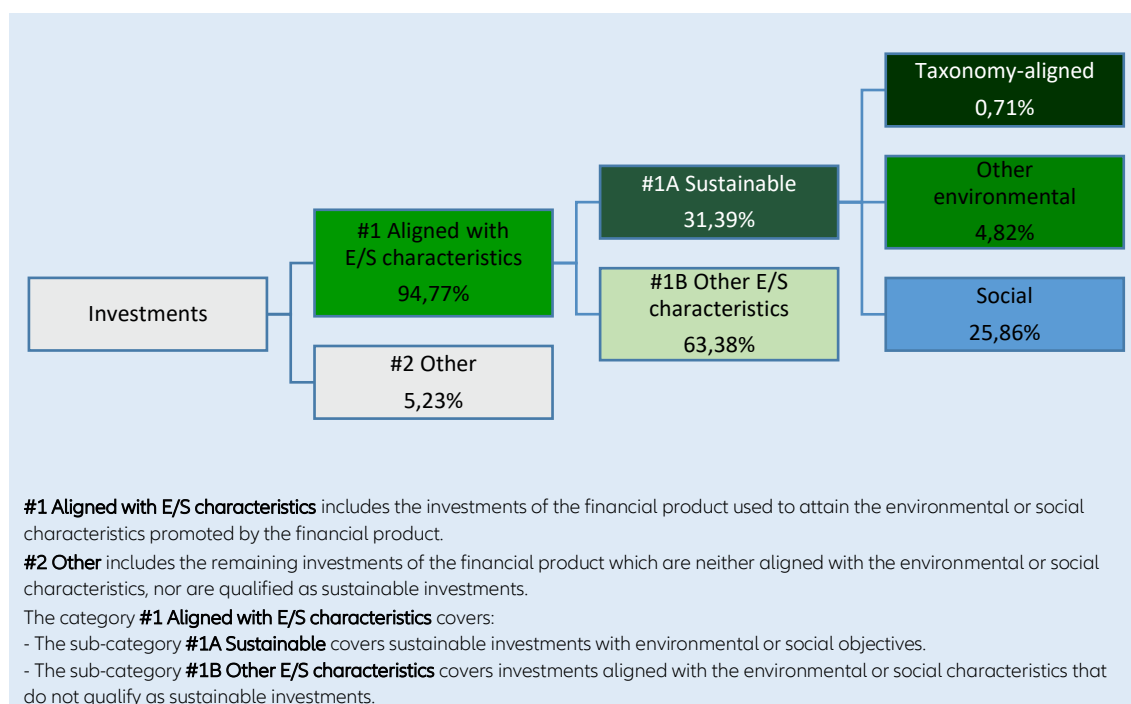 Taxonomy-aligned
0,71%
#1A Sustainable
31,39%
Other
environmental
4,82%
#1 Aligned with
E/S characteristics
94,77%
#1B Other E/S
characteristics
63,38%
Social
25,86%
Investments
#2 Other
5,23%
#1 Aligned with E/S characteristics includes the investments of the financial product used to attain the environmental or social
characteristics promoted by the financial product.
#2 Other includes the remaining investments of the financial product which are neither aligned with the environmental or social
characteristics, nor are qualified as sustainable investments.
The category #1 Aligned with E/S characteristics covers:
- The sub-category #1A Sustainable covers sustainable investments with environmental or social objectives.
- The sub-category #1B Other E/S characteristics covers investments aligned with the environmental or social characteristics that
do not qualify as sustainable investments.